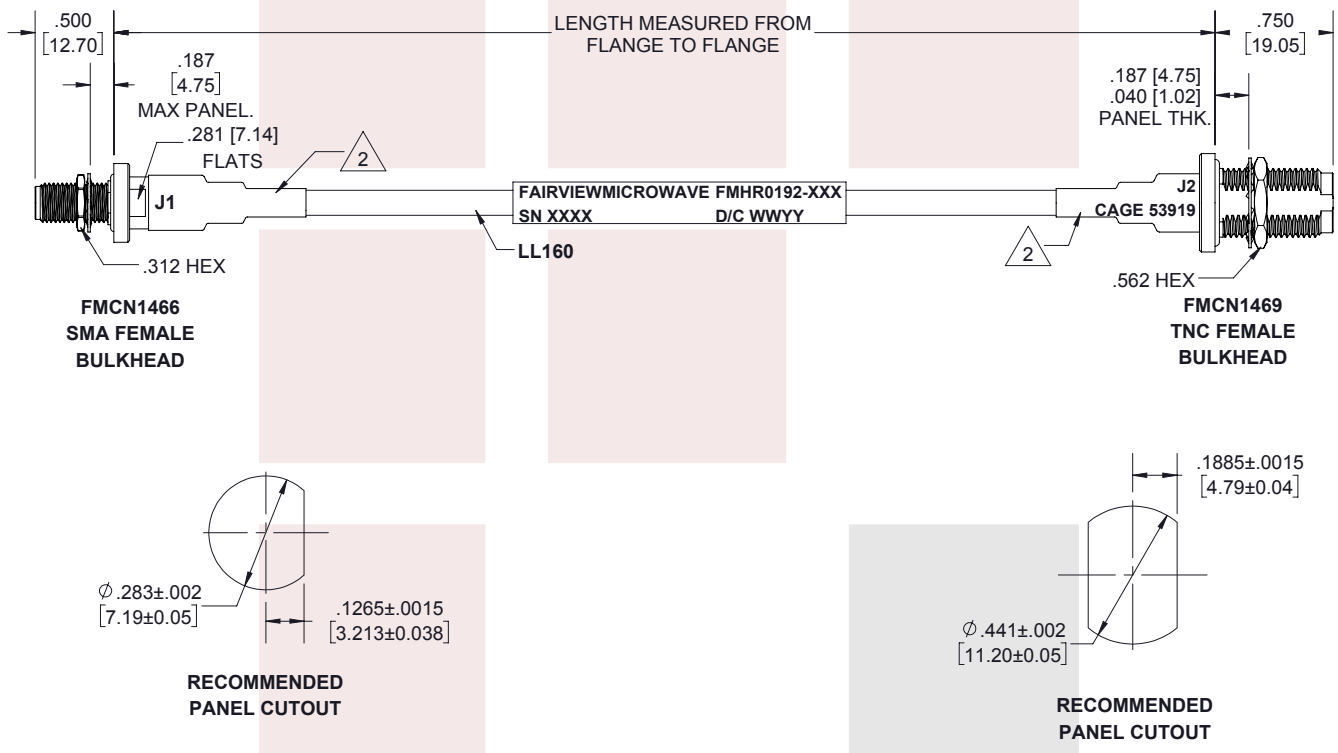 .500
[12.70]
LENGTH MEASURED FROM
FLANGE TO FLANGE
.750
[19.05]
.187
[4.75]
MAX PANEL.
.187 [4.75]
.040 [1.02]
PANEL THK.
.281 [7.14]
FLATS
2
J1
FAIRVIEWMICROWAVE FMHR0192-XXX
SN XXXX D/C WWYY
J2
CAGE 53919
LL160
2
.312 HEX
.562 HEX
FMCN1466
SMA FEMALE
BULKHEAD
FMCN1469
TNC FEMALE
BULKHEAD
.1885±.0015
[4.79±0.04]
∅ .283±.002
[7.19±0.05]
.1265±.0015
[3.213±0.038]
∅ .441±.002
[11.20±0.05]
RECOMMENDED
PANEL CUTOUT
RECOMMENDED
PANEL CUTOUT